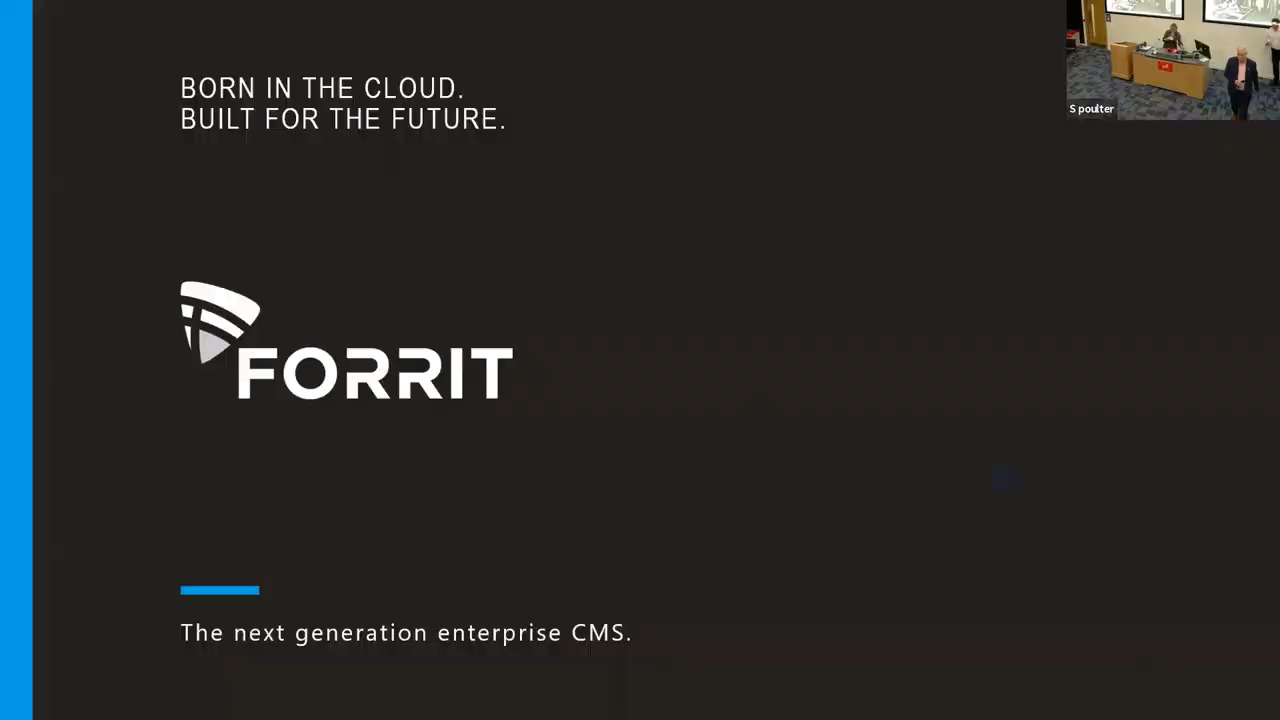 BORN IN THE CLOUD.
BUILT FOR THE FUTURE.
S poulter
FORRIT
The next generation enterprise CMS.